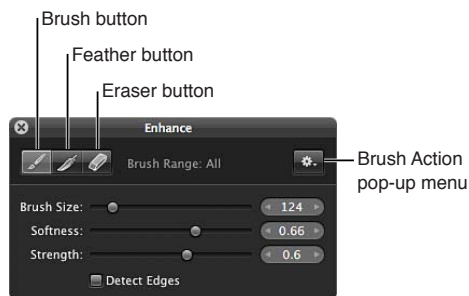 Brush button
Feather button
Eraser button
Enhance
Brush Range: All
Brush Action
pop-up menu
Brush Size: 124
Softness: 0.66
Strength: 0.6
Detect Edges